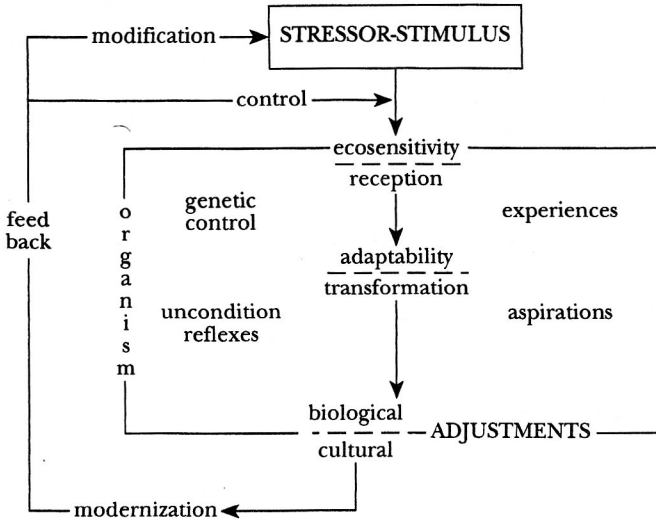 modification
STRESSOR-STIMULUS
control
ecosensitivity
reception
genetic
control
experiences
feed
back
organism
adaptability
transformation
uncondition
reflexes
aspirations
biological
cultural
ADJUSTMENTS
modernization